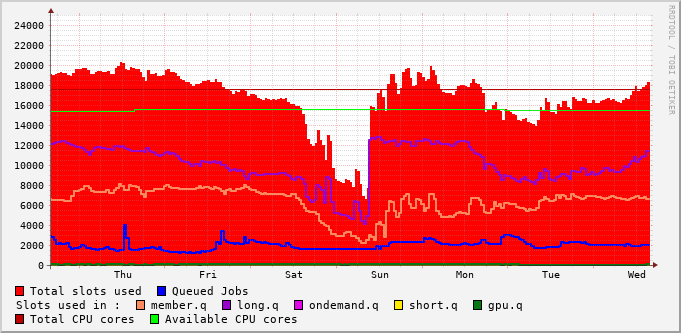 RRDTOOL / TOBI OETIKER
24000
22000
20000
18000
16000
14000
12000
10000
8000
6000
4000
2000
0
Thu Fri Sat Sun Mon Tue Wed
Total slots used Queued Jobs
Slots used in : member.q long.q ondemand.q short.q gpu.q
Total CPU cores Available CPU cores